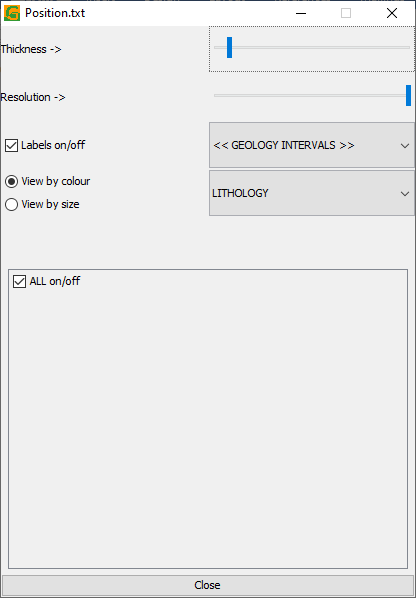 Position.txt
Thickness ->
Resolution ->
Labels on/off
<< GEOLOGY INTERVALS >>
View by colour
LITHOLOGY
View by size
ALL on/off
Close